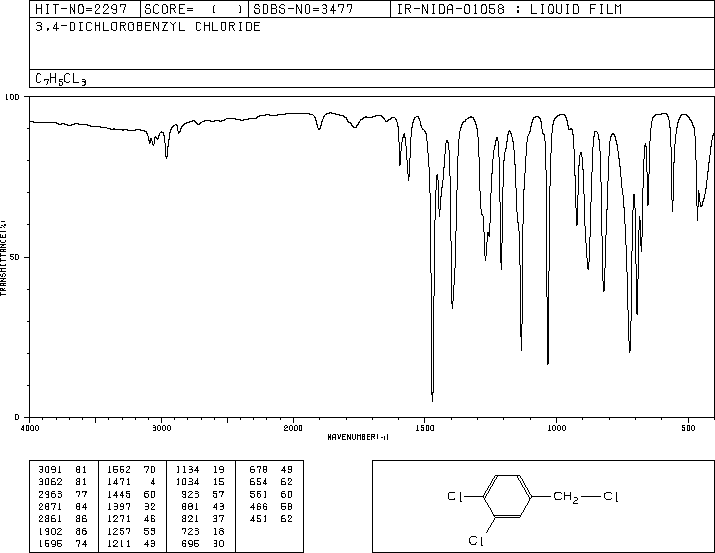 HIT-NO=2297 SCORE= ( ) SDBS-NO=3477 IR-NIDA-01058 : LIQUID FILM
3,4-DICHLOROBENZYL CHLORIDE
C7H5CL3
100
50
0
TRANSMITTANCE(%)
4000 3000 2000 1500 1000 500
WAVENUMBER(-1)
3091 81 1562 70 1134 19 678 49
3062 81 1471 4 1034 15 654 62
2963 77 1445 60 923 57 561 60
2871 84 1397 32 881 43 466 58
2861 86 1271 46 821 37 451 62
1902 86 1257 53 723 18
1595 74 1211 43 695 30
Cl CH2 Cl
Cl